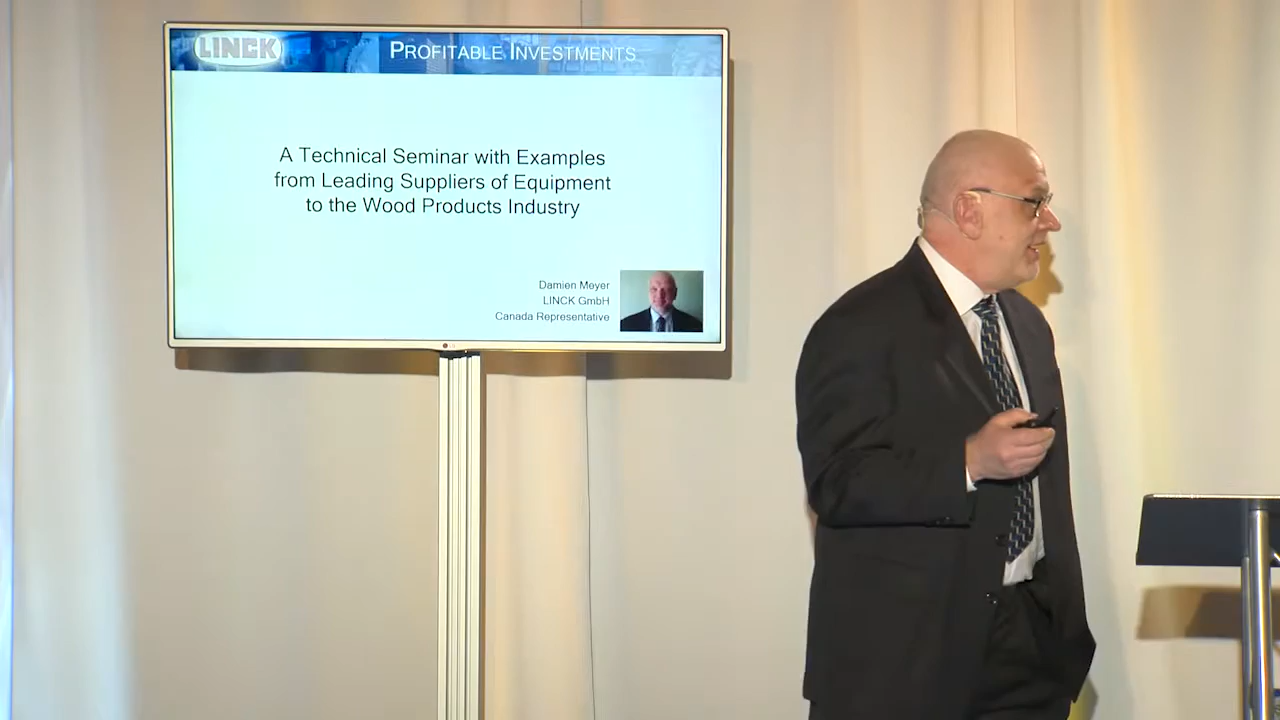 LINCK
PROFITABLE INVESTMENTS
A Technical Seminar with Examples
from Leading Suppliers of Equipment
to the Wood Products Industry
Damien Meyer
LINCK GmbH
Canada Representative
LG